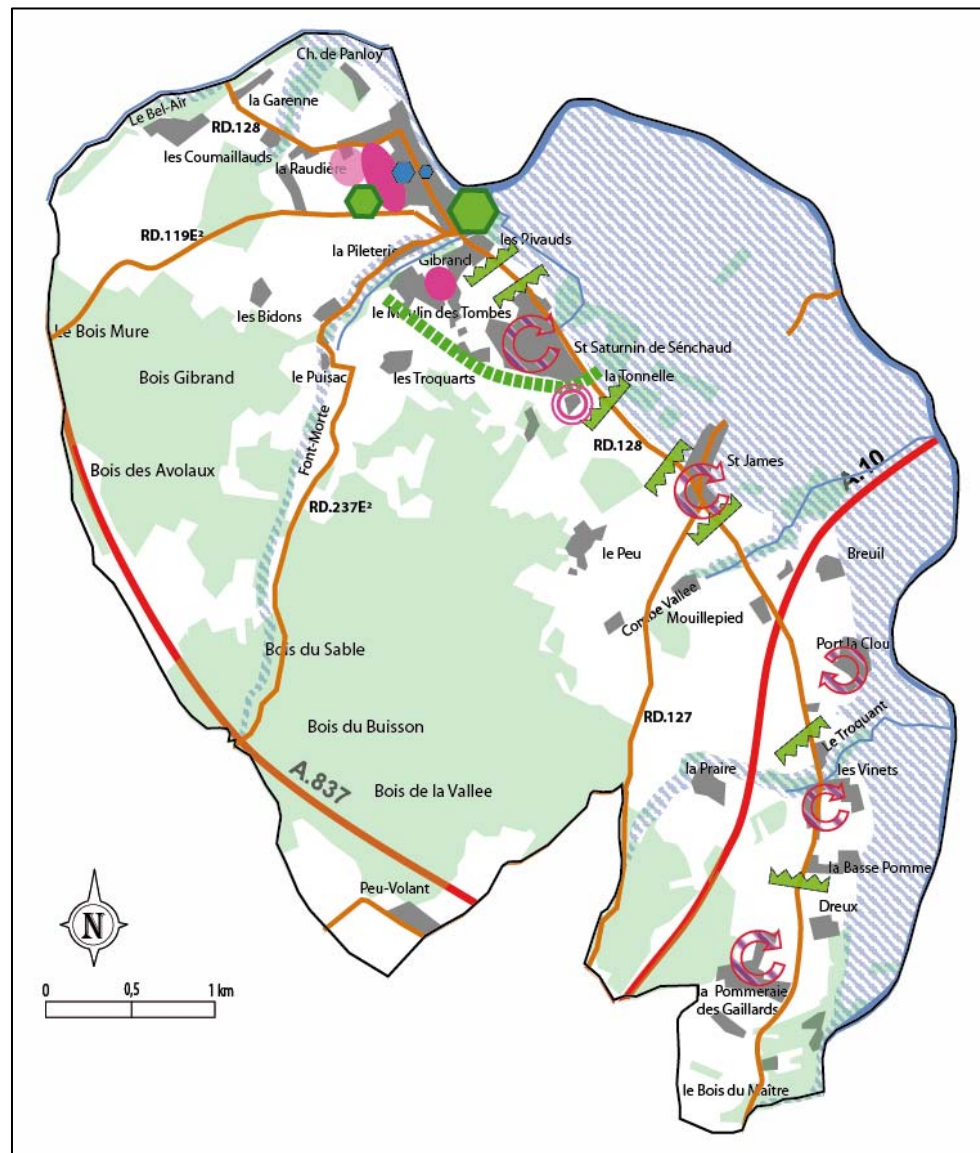 Ch. de Panloy
la Garenne
Le Bel-Air
RD.128
les Coumaillauds
la Raudière
RD.119E²
la Pileterie
les Rivauds
Gibrand
les Bidons
le Moulin des Tombes
Le Bois Mure
St Saturnin de Sénchaud
Bois Gibrand
le Puisac
les Troquarts
la Tonnelle
Font-Morte
RD.128
Bois des Avolaux
St James
A.10
RD.237E²
le Peu
Breuil
Combe Vallee
Mouillepied
Bois du Sable
Port la Clou
RD.127
Bois du Buisson
Le Troquant
la Praire
les Vinets
A.837
Bois de la Vallee
la Basse Pomme
Peu-Volant
Dreux
N
la Pommeraie
des Gaillards
0 0,5 1 km
le Bois du Maître